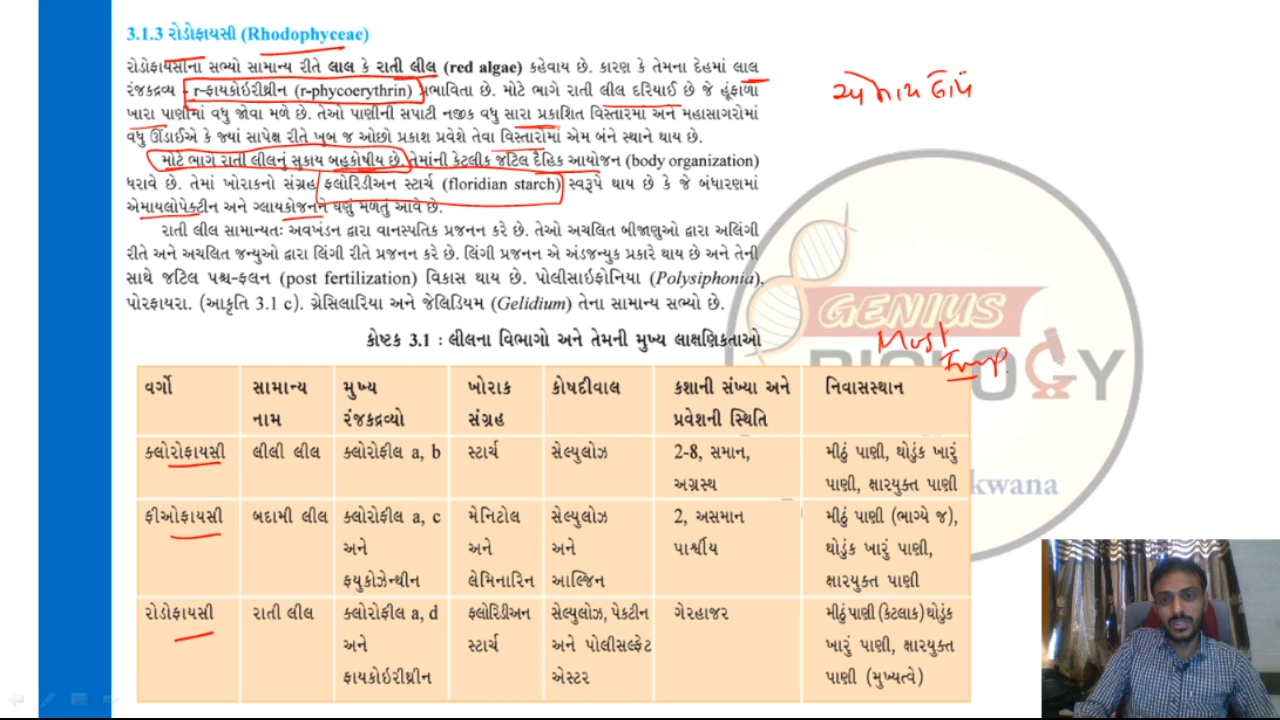 3.1.3 રોડોફાયસી (Rhodophyceae)
રોડોફાયસીના સભ્યો સામાન્ય રીતે લાલ કે રાતી લીલ (red algae) કહેવાય છે. કારણ કે તેમના દેહમાં લાલ
રંજકદ્રવ્ય - r-ફાયકોઈરીથ્રીન (r-phycoerythrin) પ્રભાવિતા છે. મોટે ભાગે રાતી લીલ દરિયાઈ છે જે હૂંફાળા
ખારા પાણીમાં વધુ જોવા મળે છે. તેઓ પાણીની સપાટી નજીક વધુ સારા પ્રકાશિત વિસ્તારમાં અને મહાસાગરોમાં
વધુ ઊંડાઈએ કે જ્યાં સાપેક્ષ રીતે ખુબ જ ઓછો પ્રકાશ પ્રવેશે તેવા વિસ્તારોમાં એમ બંને સ્થાને થાય છે.
મોટે ભાગે રાતી લીલનું સુકાય બહુકોષીય છે. તેમાંની કેટલીક જટિલ દૈહિક આયોજન (body organization)
ધરાવે છે. તેમાં ખોરાકનો સંગ્રહ ફ્લોરિડીઅન સ્ટાર્ચ (floridian starch) સ્વરૂપે થાય છે કે જે બંધારણમાં
એમાયલોપેક્ટીન અને ગ્લાયકોજનને ઘણું મળતું આવે છે.
રાતી લીલ સામાન્યતઃ અવખંડન દ્વારા વાનસ્પતિક પ્રજનન કરે છે. તેઓ અચલિત બીજાણુઓ દ્વારા અલિંગી
રીતે અને અચલિત જન્યુઓ દ્વારા લિંગી રીતે પ્રજનન કરે છે. લિંગી પ્રજનન એ અંડજન્યુક પ્રકારે થાય છે અને તેની
સાથે જટિલ પશ્ચ-ફલન (post fertilization) વિકાસ થાય છે. પોલીસાઇફોનિયા (Polysiphonia),
પોરફાયરા. (આકૃતિ 3.1 c). ગ્રેસિલારિયા અને જેલિડિયમ (Gelidium) તેના સામાન્ય સભ્યો છે.
GENIUS
Most
Imp.
BIOLOGY
કોષ્ટક 3.1 : લીલના વિભાગો અને તેમની મુખ્ય લાક્ષણિકતાઓ
વર્ગો સામાન્ય મુખ્ય ખોરાક કોષદીવાલ કશાની સંખ્યા અને નિવાસસ્થાન
નામ રંજકદ્રવ્યો સંગ્રહ પ્રવેશની સ્થિતિ
ક્લોરોફાયસી લીલી લીલ ક્લોરોફીલ a, b સ્ટાર્ચ સેલ્યુલોઝ 2-8, સમાન, મીઠું પાણી, થોડુંક ખારું
અગ્રસ્થ પાણી, ક્ષારયુક્ત પાણી
kwana
ફીઓફાયસી બદામી લીલ ક્લોરોફીલ a, c મેનિટોલ સેલ્યુલોઝ 2, અસમાન મીઠું પાણી (ભાગ્યે જ),
અને અને અને પાર્શ્વીય થોડુંક ખારું પાણી,
ફયુકોઝેન્થીન લેમિનારિન આલ્જિન ક્ષારયુક્ત પાણી
રોડોફાયસી રાતી લીલ ક્લોરોફીલ a, d ફ્લોરિડીઅન સેલ્યુલોઝ, પેક્ટીન ગેરહાજર મીઠું પાણી (કેટલાક) થોડુંક
અને સ્ટાર્ચ અને પોલીસલ્ફેટ ખારું પાણી, ક્ષારયુક્ત
ફાયકોઈરીથ્રીન એસ્ટર પાણી (મુખ્યત્વે)